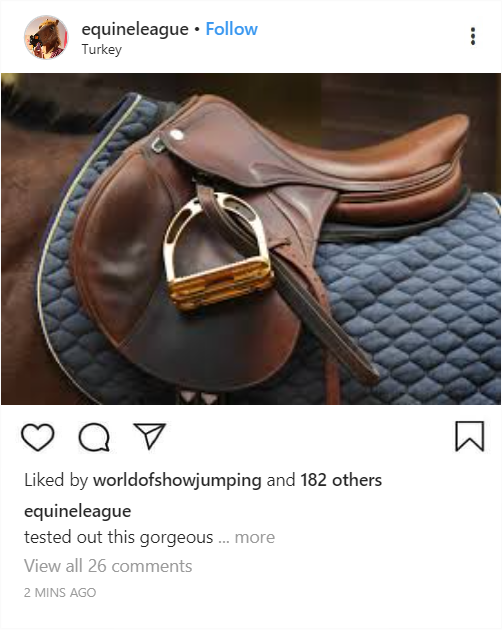 equineleague • Follow
Turkey
Liked by worldofshowjumping and 182 others
equineleague
tested out this gorgeous ... more
View all 26 comments
2 MINS AGO